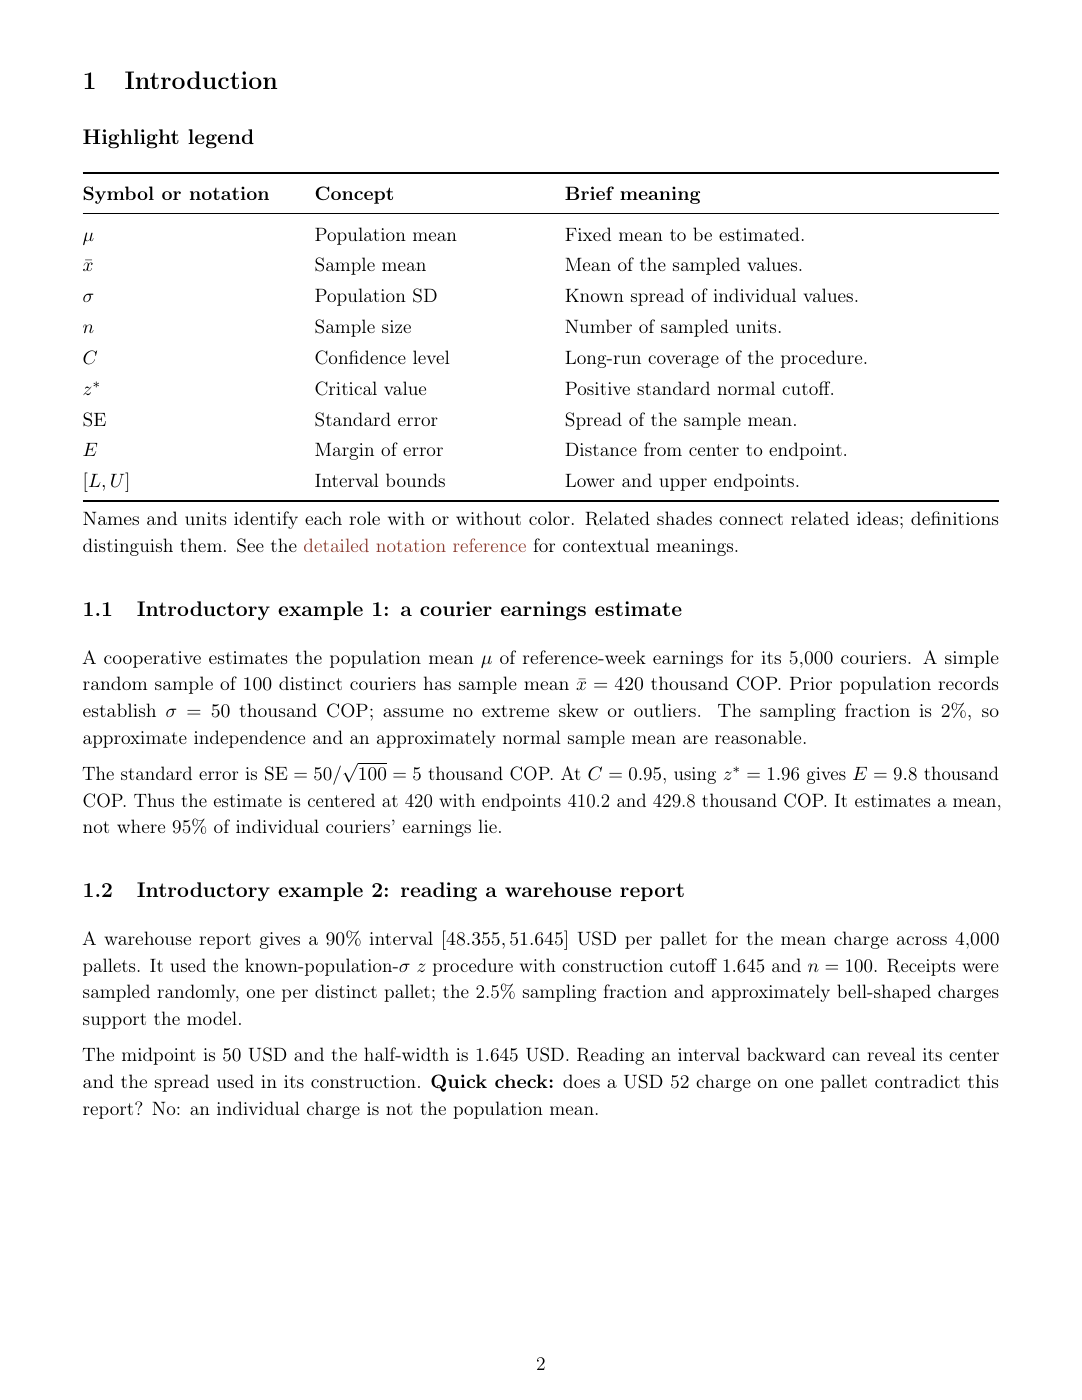 1 Introduction
Highlight legend
Symbol or notation Concept Brief meaning
μ Population mean Fixed mean to be estimated.
x̄ Sample mean Mean of the sampled values.
σ Population SD Known spread of individual values.
n Sample size Number of sampled units.
C Confidence level Long-run coverage of the procedure.
z* Critical value Positive standard normal cutoff.
SE Standard error Spread of the sample mean.
E Margin of error Distance from center to endpoint.
[L, U] Interval bounds Lower and upper endpoints.
Names and units identify each role with or without color. Related shades connect related ideas; definitions
distinguish them. See the detailed notation reference for contextual meanings.
1.1 Introductory example 1: a courier earnings estimate
A cooperative estimates the population mean μ of reference-week earnings for its 5,000 couriers. A simple
random sample of 100 distinct couriers has sample mean x̄ = 420 thousand COP. Prior population records
establish σ = 50 thousand COP; assume no extreme skew or outliers. The sampling fraction is 2%, so
approximate independence and an approximately normal sample mean are reasonable.
The standard error is SE = 50/√100 = 5 thousand COP. At C = 0.95, using z* = 1.96 gives E = 9.8 thousand
COP. Thus the estimate is centered at 420 with endpoints 410.2 and 429.8 thousand COP. It estimates a mean,
not where 95% of individual couriers' earnings lie.
1.2 Introductory example 2: reading a warehouse report
A warehouse report gives a 90% interval [48.355, 51.645] USD per pallet for the mean charge across 4,000
pallets. It used the known-population-σ z procedure with construction cutoff 1.645 and n = 100. Receipts were
sampled randomly, one per distinct pallet; the 2.5% sampling fraction and approximately bell-shaped charges
support the model.
The midpoint is 50 USD and the half-width is 1.645 USD. Reading an interval backward can reveal its center
and the spread used in its construction. Quick check: does a USD 52 charge on one pallet contradict this
report? No: an individual charge is not the population mean.
2